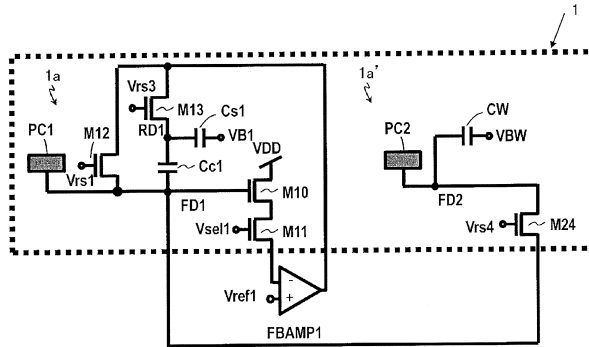 1
1a
1a'
Vrs3
M13
Cs1
CW
PC1
M12
RD1
VB1
PC2
VBW
VDD
Cc1
Vrs1
M10
FD1
FD2
Vsel1
M11
Vrs4
M24
-
Vref1
+
FBAMP1